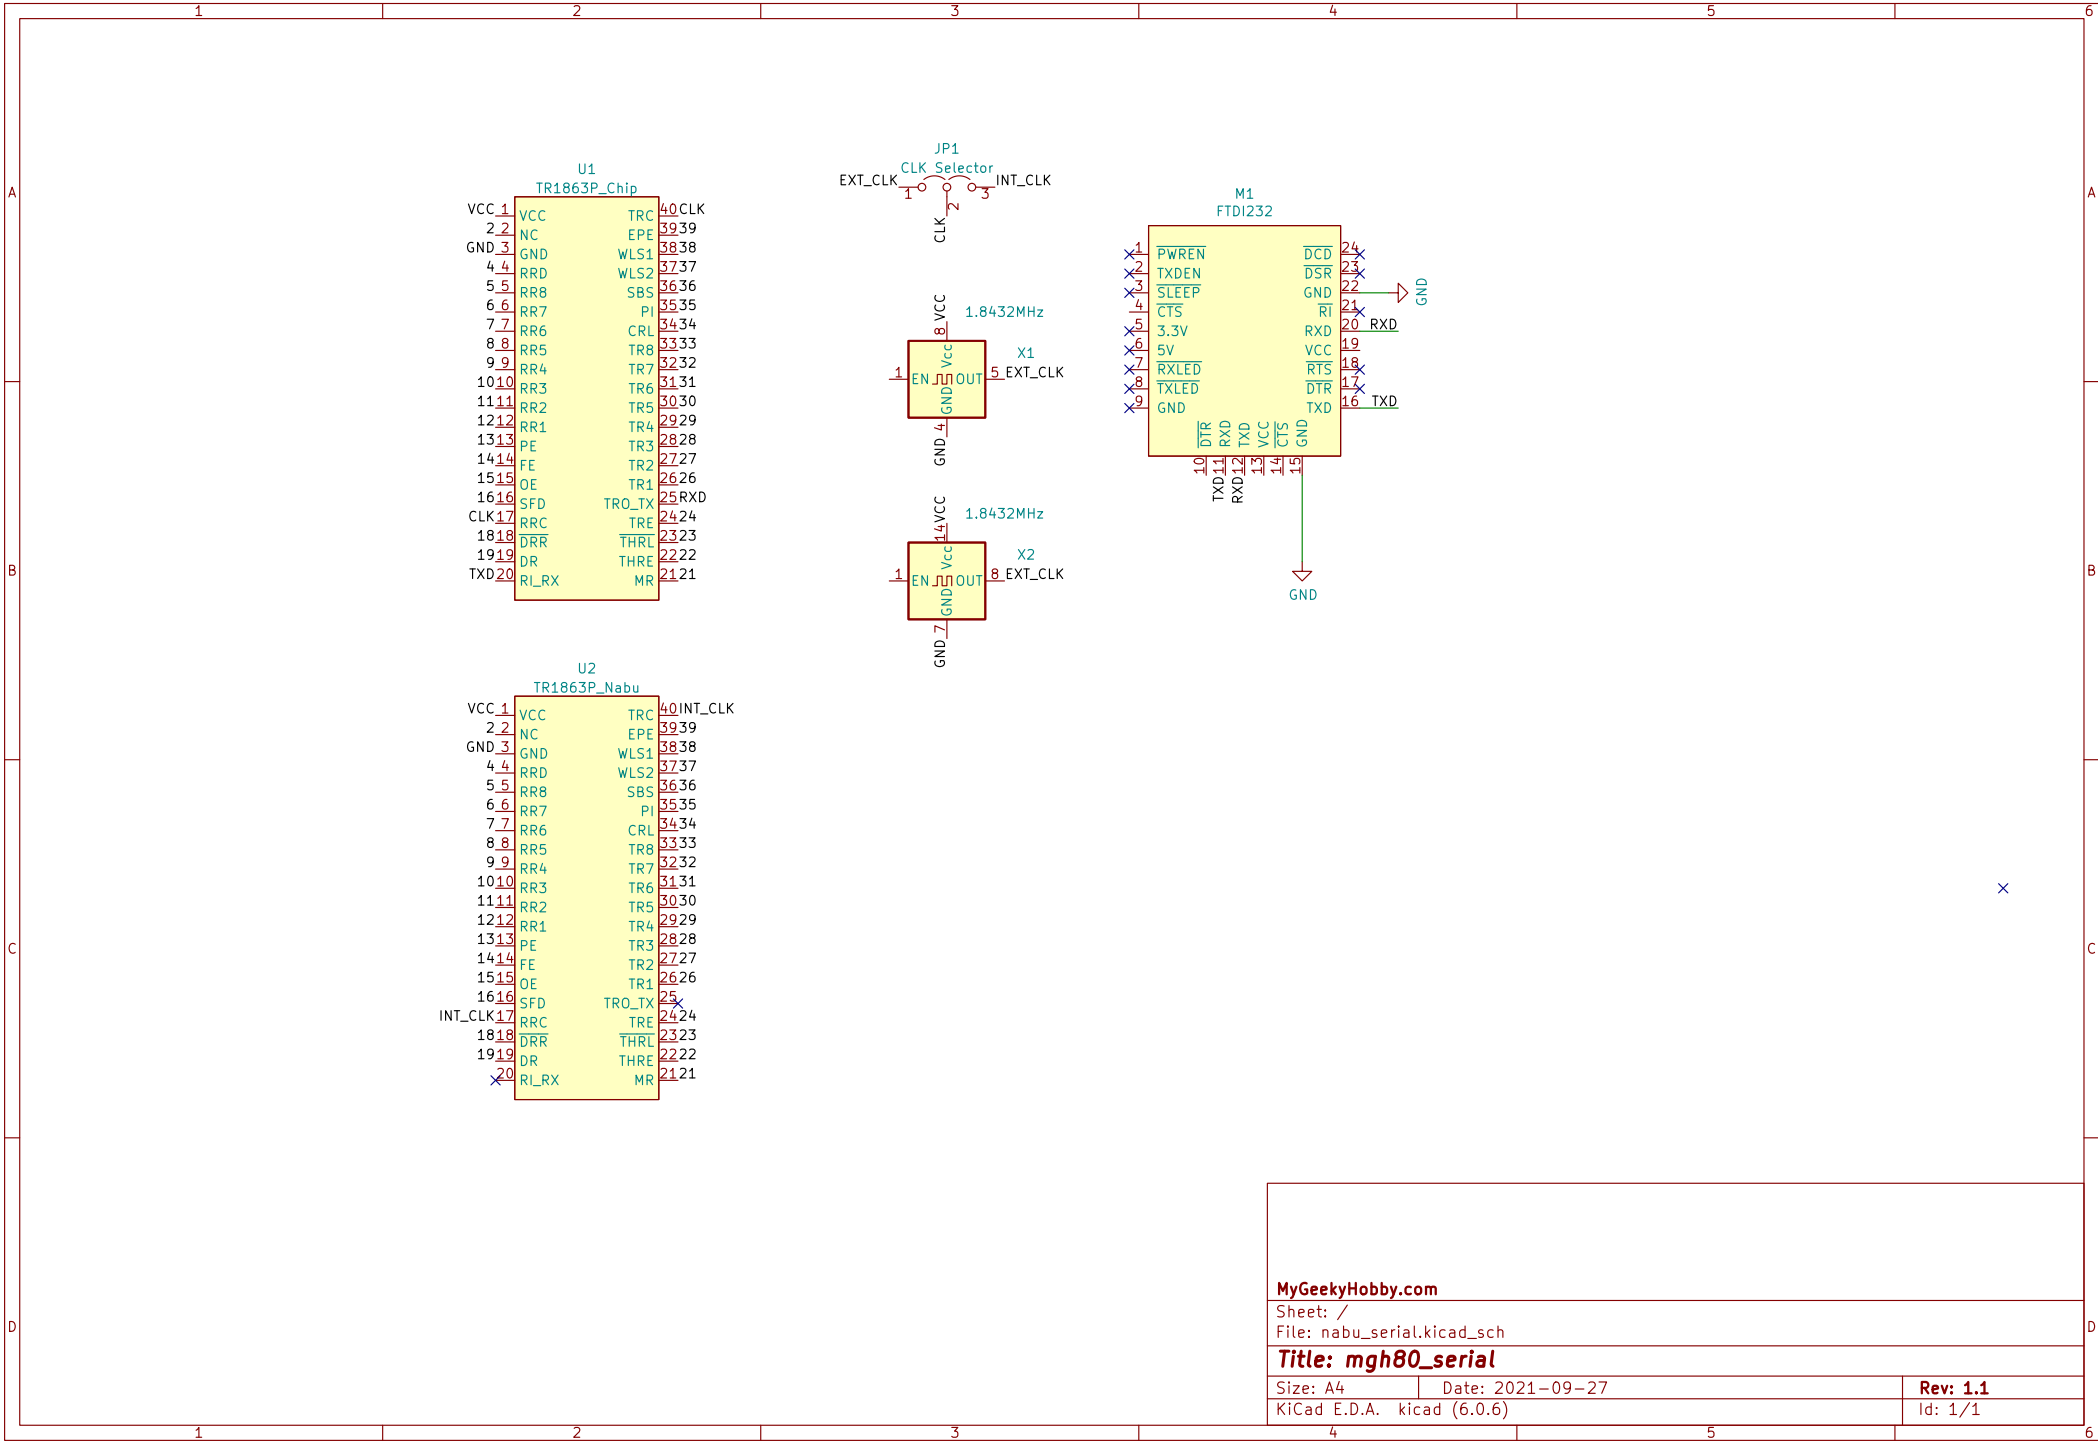 1 2 3 4 5 6
A
B
C
D
U1
TR1863P_Chip
VCC 1 VCC TRC 40 CLK
2 2 NC EPE 39 39
GND 3 GND WLS1 38 38
4 4 RRD WLS2 37 37
5 5 RR8 SBS 36 36
6 6 RR7 PI 35 35
7 7 RR6 CRL 34 34
8 8 RR5 TR8 33 33
9 9 RR4 TR7 32 32
10 10 RR3 TR6 31 31
11 11 RR2 TR5 30 30
12 12 RR1 TR4 29 29
13 13 PE TR3 28 28
14 14 FE TR2 27 27
15 15 OE TR1 26 26
16 16 SFD TRO_TX 25 RXD
CLK 17 RRC TRE 24 24
18 18 DRR THRL 23 23
19 19 DR THRE 22 22
TXD 20 RI_RX MR 21 21
U2
TR1863P_Nabu
VCC 1 VCC TRC 40 INT_CLK
2 2 NC EPE 39 39
GND 3 GND WLS1 38 38
4 4 RRD WLS2 37 37
5 5 RR8 SBS 36 36
6 6 RR7 PI 35 35
7 7 RR6 CRL 34 34
8 8 RR5 TR8 33 33
9 9 RR4 TR7 32 32
10 10 RR3 TR6 31 31
11 11 RR2 TR5 30 30
12 12 RR1 TR4 29 29
13 13 PE TR3 28 28
14 14 FE TR2 27 27
15 15 OE TR1 26 26
16 16 SFD TRO_TX 25
INT_CLK 17 RRC TRE 24 24
18 18 DRR THRL 23 23
19 19 DR THRE 22 22
20 RI_RX MR 21 21
JP1
CLK Selector
EXT_CLK 1 3 INT_CLK
2
CLK
VCC 1.8432MHz
8 X1
Vcc
1 EN OUT 5 EXT_CLK
GND
GND 4
VCC 1.8432MHz
14 X2
Vcc
1 EN OUT 8 EXT_CLK
GND
GND 7
M1
FTDI232
1 PWREN DCD 24
2 TXDEN DSR 23
3 SLEEP GND 22 GND
4 CTS RI 21
5 3.3V RXD 20 RXD
6 5V VCC 19
7 RXLED RTS 18
8 TXLED DTR 17
9 GND TXD 16 TXD
DTR RXD TXD VCC CTS GND
10 11 12 13 14 15
TXD RXD
GND
MyGeekyHobby.com
Sheet: /
File: nabu_serial.kicad_sch
Title: mgh80_serial
Size: A4 Date: 2021-09-27 Rev: 1.1
KiCad E.D.A. kicad (6.0.6) Id: 1/1
A
B
C
D
1 2 3 4 5 6